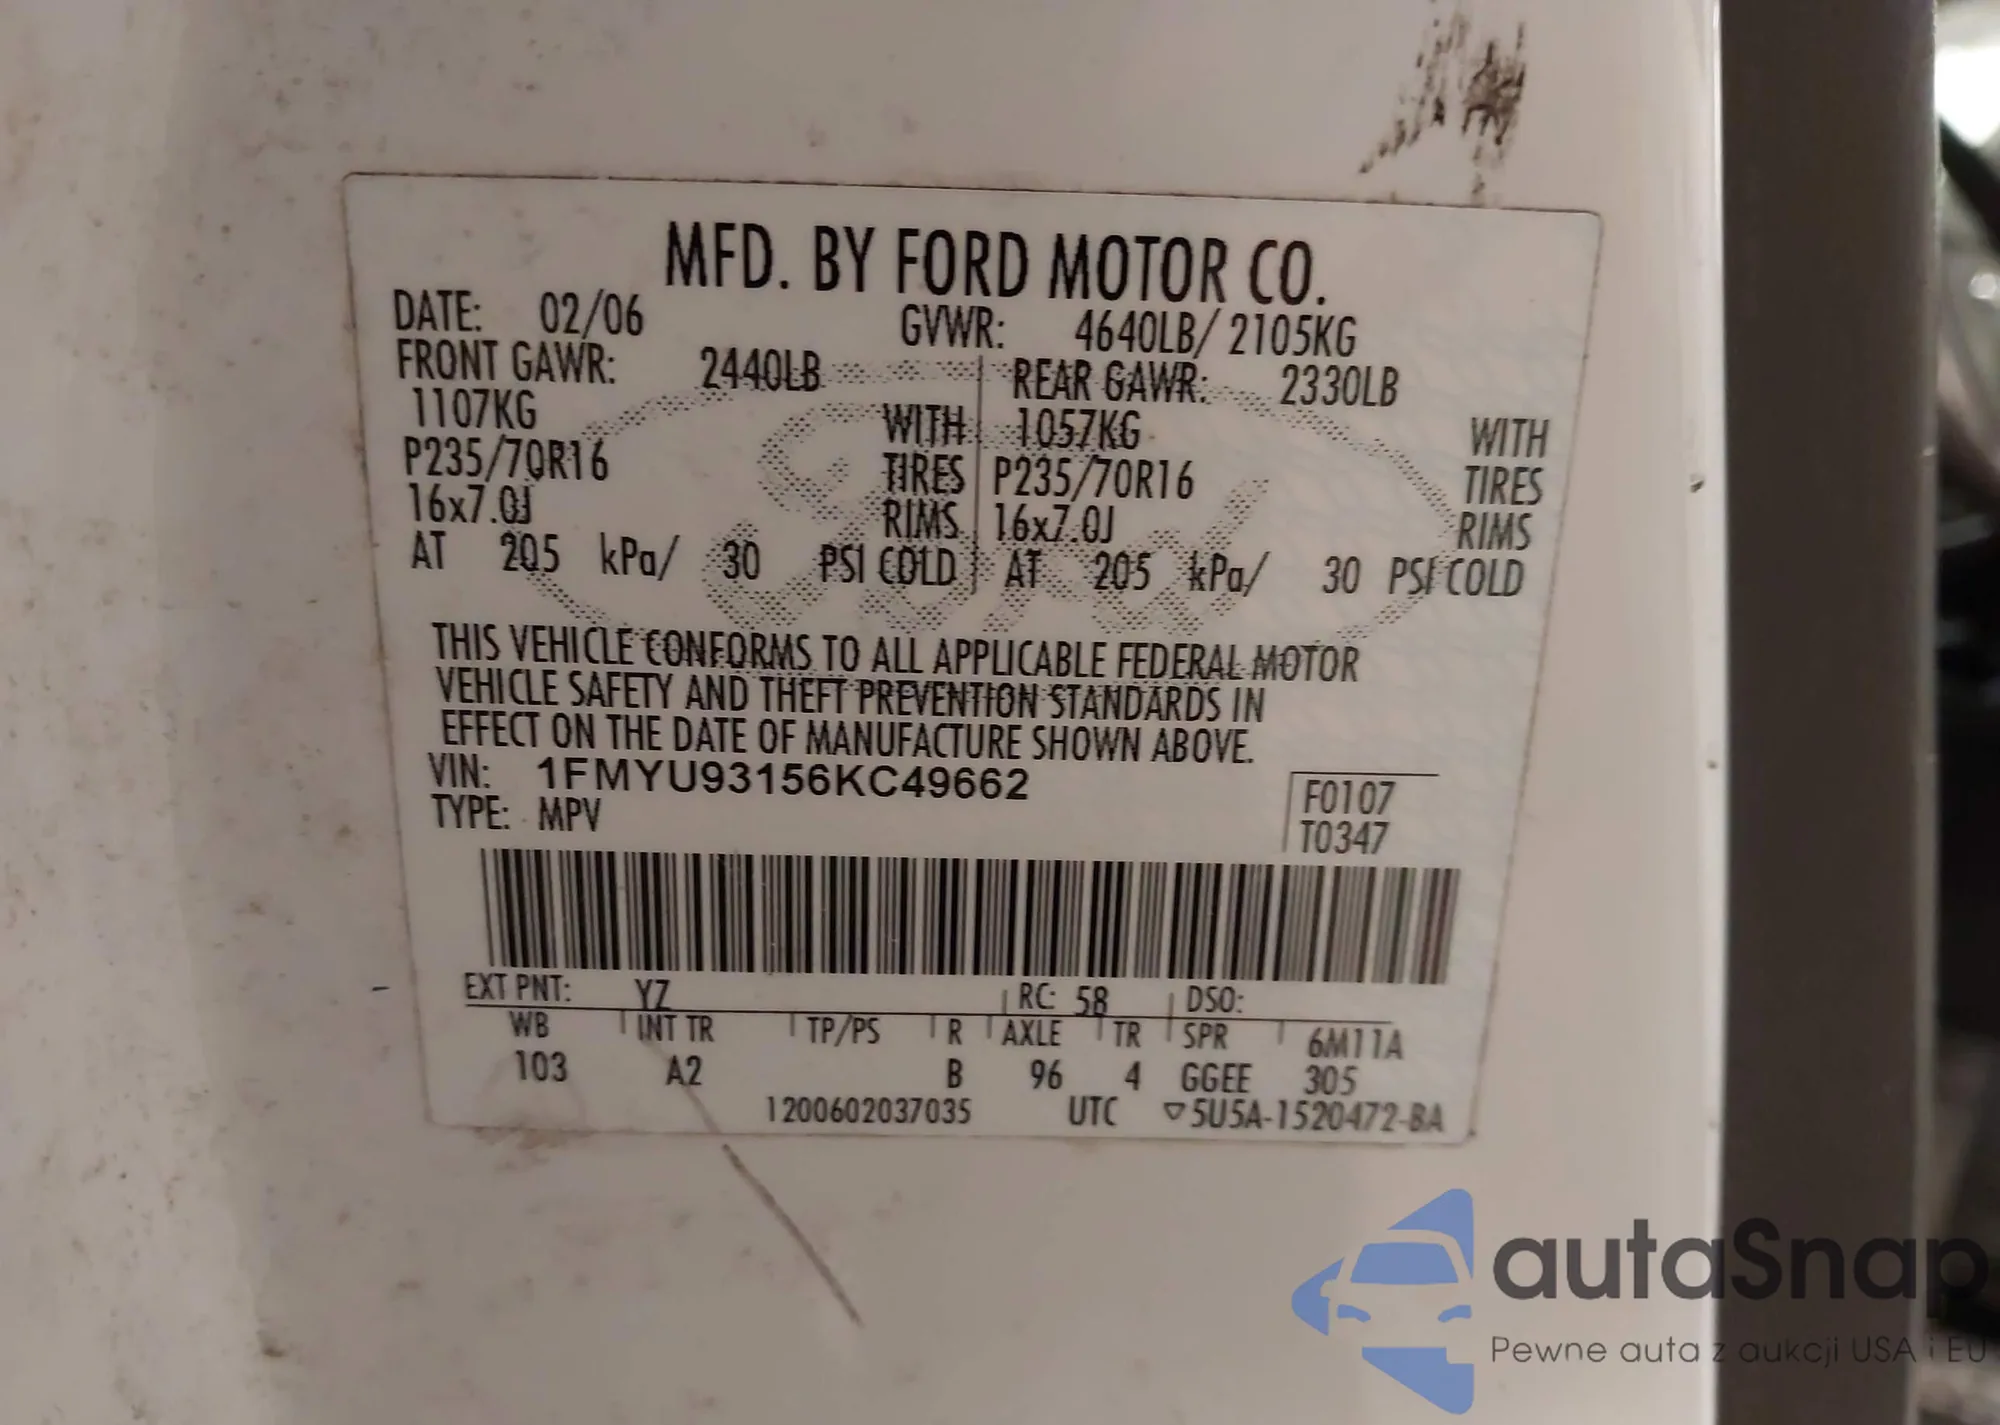 MFD. BY FORD MOTOR CO.
DATE: 02/06 GVWR: 4640LB/ 2105KG
FRONT GAWR: 2440LB REAR GAWR: 2330LB
1107KG WITH 1057KG WITH
P235/70R16 TIRES P235/70R16 TIRES
16x7.0J RIMS 16x7.0J RIMS
AT 205 kPa/ 30 PSI COLD AT 205 kPa/ 30 PSI COLD
THIS VEHICLE CONFORMS TO ALL APPLICABLE FEDERAL MOTOR
VEHICLE SAFETY AND THEFT PREVENTION STANDARDS IN
EFFECT ON THE DATE OF MANUFACTURE SHOWN ABOVE.
VIN: 1FMYU93156KC49662
TYPE: MPV
F0107
T0347
EXT PNT: YZ RC: 58 DSO:
WB INT TR TP/PS R AXLE TR SPR 6M11A
103 A2 B 96 4 GGEE 305
1200602037035 UTC ▽5U5A-1520472-BA
Ford
autaSnap
Pewne auta z aukcji USA i EU